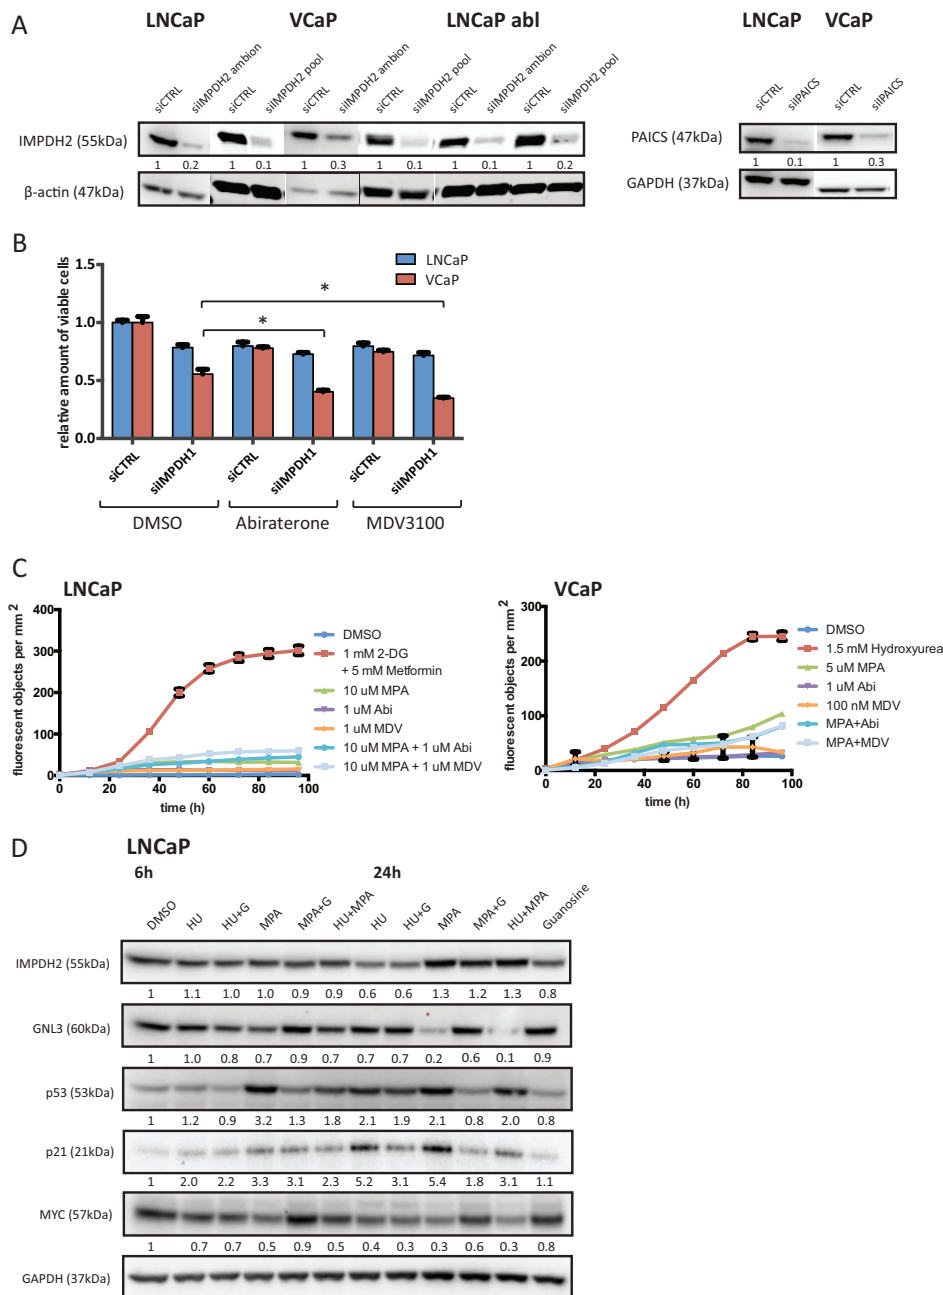 A
LNCaP VCaP LNCaP abl LNCaP VCaP
siCTRL siIMPDH2 ambion siCTRL siIMPDH2 pool siCTRL siIMPDH2 ambion siCTRL siIMPDH2 pool siCTRL siIMPDH2 ambion siCTRL siIMPDH2 pool
siCTRL siPAICS siCTRL siPAICS
IMPDH2 (55kDa)
1 0.2 1 0.1 1 0.3 1 0.1 1 0.1 1 0.2
β-actin (47kDa)
PAICS (47kDa)
1 0.1 1 0.3
GAPDH (37kDa)
B
relative amount of viable cells
1.5
1.0
0.5
0.0
LNCaP
VCaP
*
*
siCTRL siIMPDH1 siCTRL siIMPDH1 siCTRL siIMPDH1
DMSO Abiraterone MDV3100
C
LNCaP
fluorescent objects per mm2
400
300
200
100
0
0 20 40 60 80 100
time (h)
DMSO
1 mM 2-DG
+ 5 mM Metformin
10 uM MPA
1 uM Abi
1 uM MDV
10 uM MPA + 1 uM Abi
10 uM MPA + 1 uM MDV
VCaP
fluorescent objects per mm2
300
200
100
0
0 20 40 60 80 100
time (h)
DMSO
1.5 mM Hydroxyurea
5 uM MPA
1 uM Abi
100 nM MDV
MPA+Abi
MPA+MDV
D
LNCaP
6h 24h
DMSO HU HU+G MPA MPA+G HU+MPA HU HU+G MPA MPA+G HU+MPA Guanosine
IMPDH2 (55kDa)
1 1.1 1.0 1.0 0.9 0.9 0.6 0.6 1.3 1.2 1.3 0.8
GNL3 (60kDa)
1 1.0 0.8 0.7 0.9 0.7 0.7 0.7 0.2 0.6 0.1 0.9
p53 (53kDa)
1 1.2 0.9 3.2 1.3 1.8 2.1 1.9 2.1 0.8 2.0 0.8
p21 (21kDa)
1 2.0 2.2 3.3 3.1 2.3 5.2 3.1 5.4 1.8 3.1 1.1
MYC (57kDa)
1 0.7 0.7 0.5 0.9 0.5 0.4 0.3 0.3 0.6 0.3 0.8
GAPDH (37kDa)